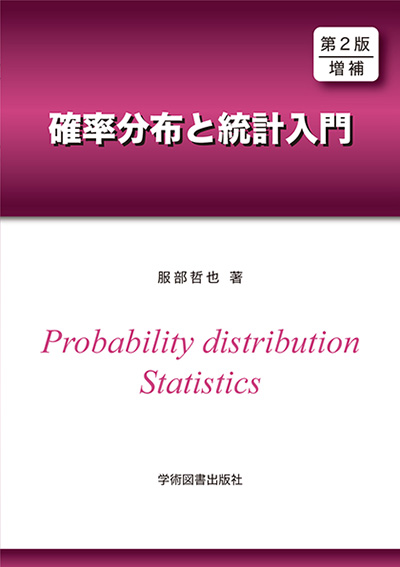 第2版
増補
確率分布と統計入門
服部哲也 著
Probability distribution
Statistics
学術図書出版社